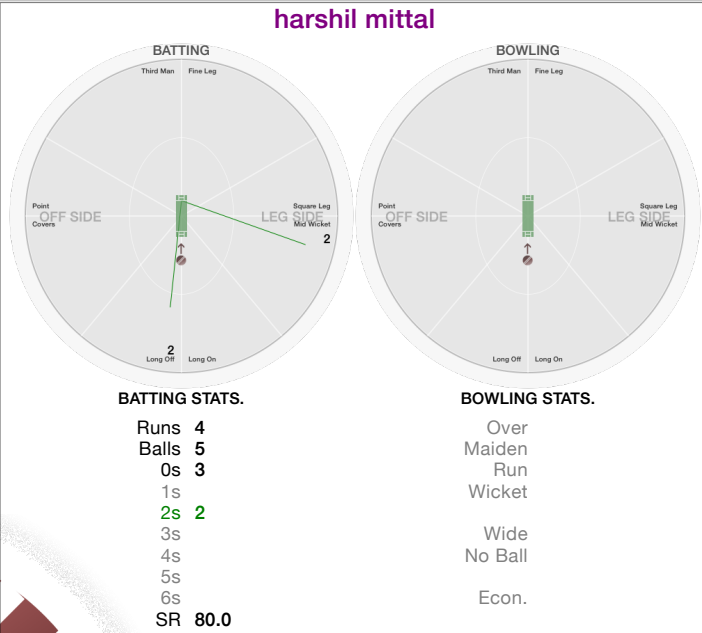 harshil mittal
BATTING
BOWLING
Third Man Fine Leg
Third Man Fine Leg
Point
OFF SIDE
Covers
Square Leg
LEG SIDE
Mid Wicket
2
2
Long Off Long On
Point
OFF SIDE
Covers
Square Leg
LEG SIDE
Mid Wicket
Long Off Long On
BATTING STATS.
Runs 4
Balls 5
0s 3
1s
2s 2
3s
4s
5s
6s
SR 80.0
BOWLING STATS.
Over
Maiden
Run
Wicket
Wide
No Ball
Econ.